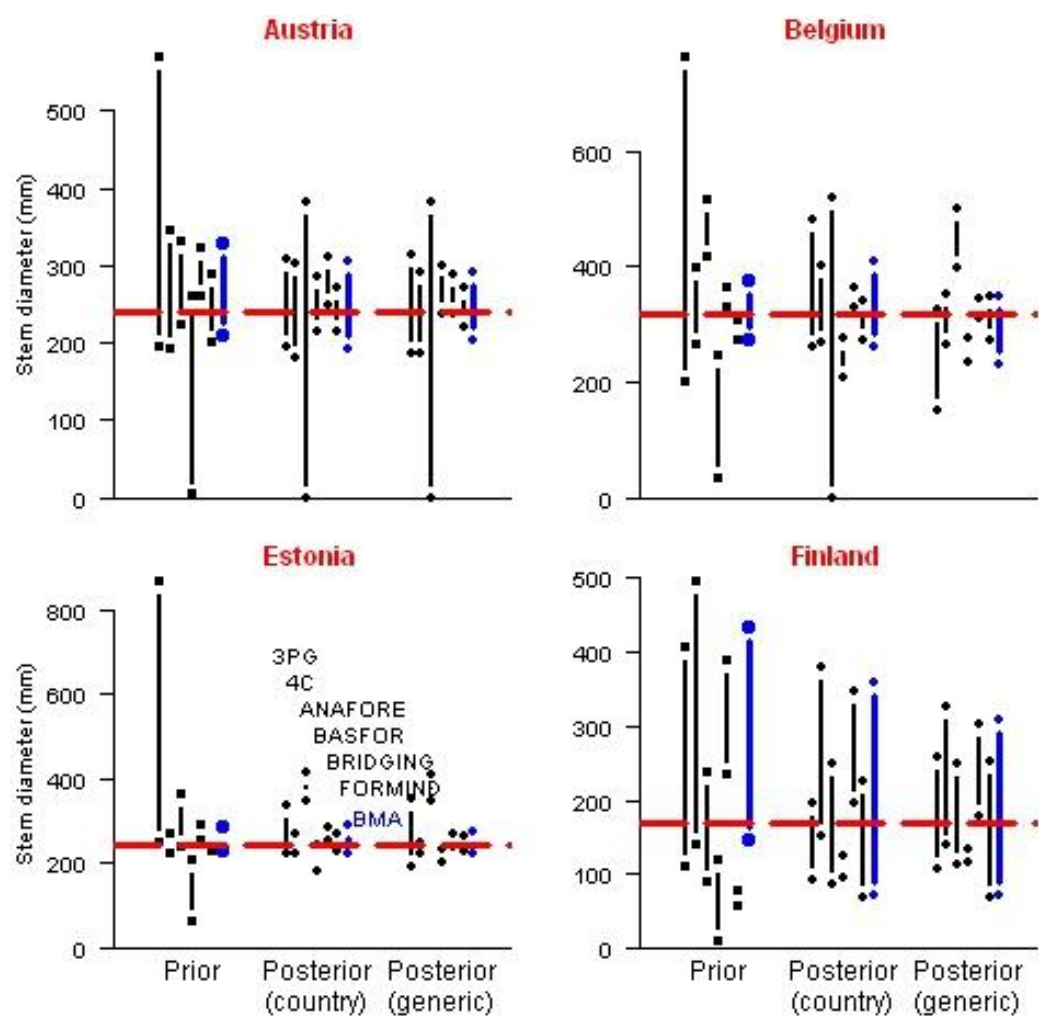 Austria
Belgium
Stem diameter (mm)
500
400
300
200
100
0
600
400
200
0
Estonia
Finland
Stem diameter (mm)
800
600
400
200
0
3PG
4C
ANAFORE
BASFOR
BRIDGING
FORMIND
BMA
500
400
300
200
100
0
Prior
Posterior
(country)
Posterior
(generic)
Prior
Posterior
(country)
Posterior
(generic)